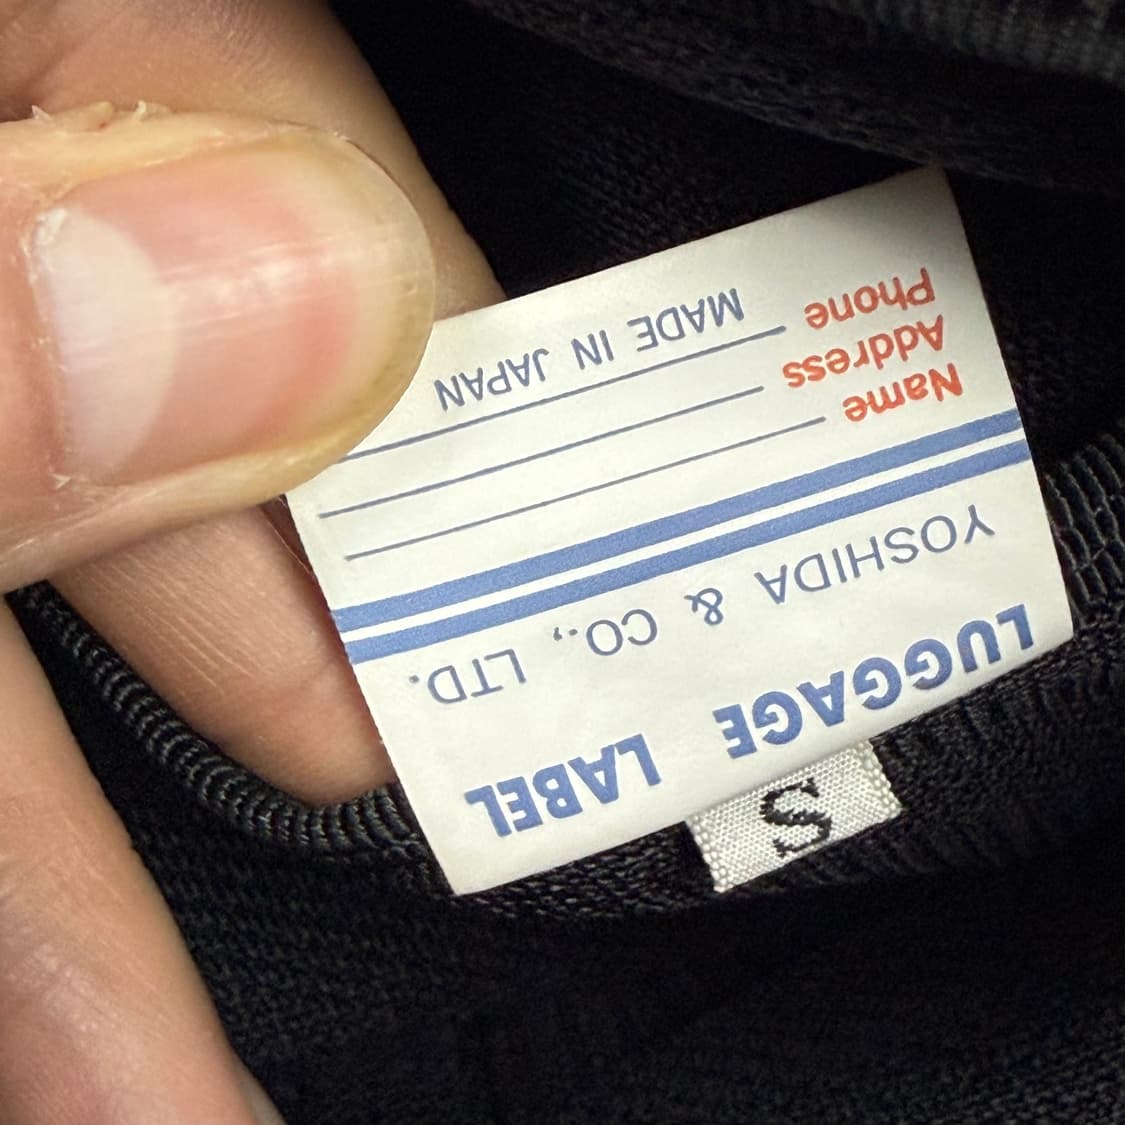 S
LUGGAGE LABEL
YOSHIDA & CO., LTD.
Name
Address
Phone
MADE IN JAPAN